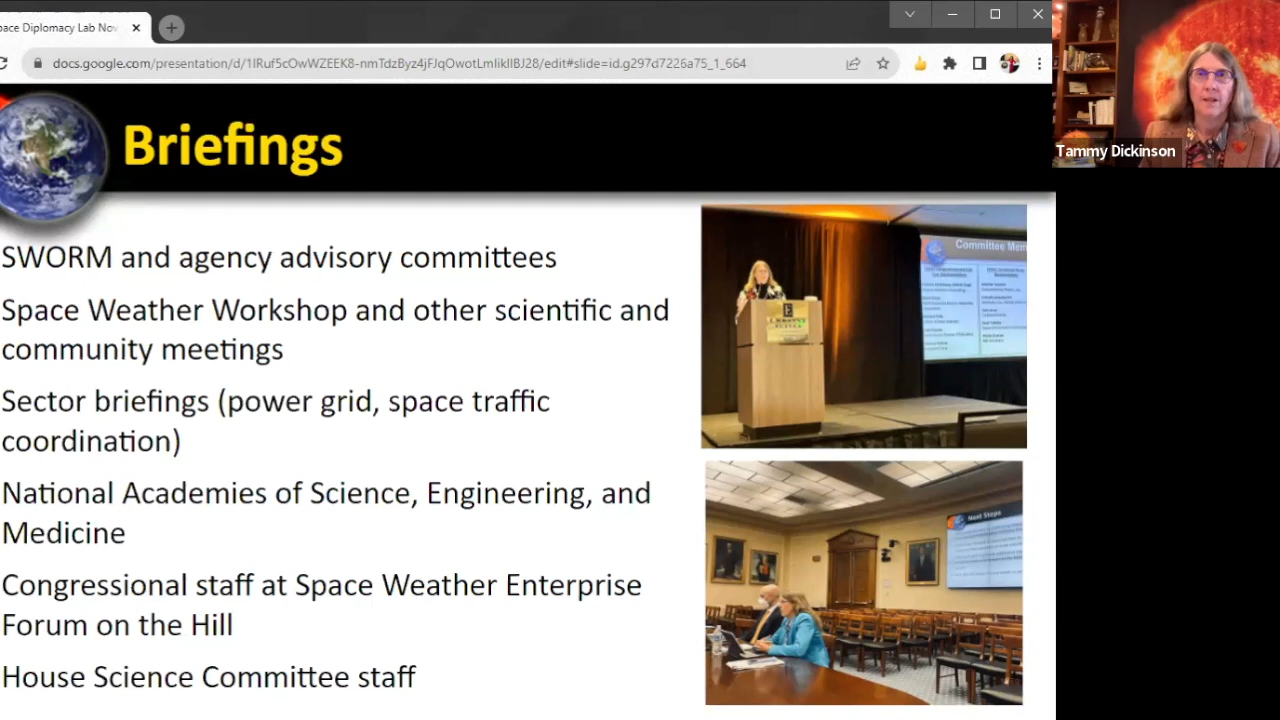 pace Diplomacy Lab Nov
docs.google.com/presentation/d/1lRuf5cOwWZEEK8-nmTdzByz4jFJqOwotLmIikIIBJ28/edit#slide=id.g297d7226a75_1_664
Tammy Dickinson
Briefings
SWORM and agency advisory committees
Space Weather Workshop and other scientific and
community meetings
Sector briefings (power grid, space traffic
coordination)
National Academies of Science, Engineering, and
Medicine
Congressional staff at Space Weather Enterprise
Forum on the Hill
House Science Committee staff
Committee Mem
Next Steps